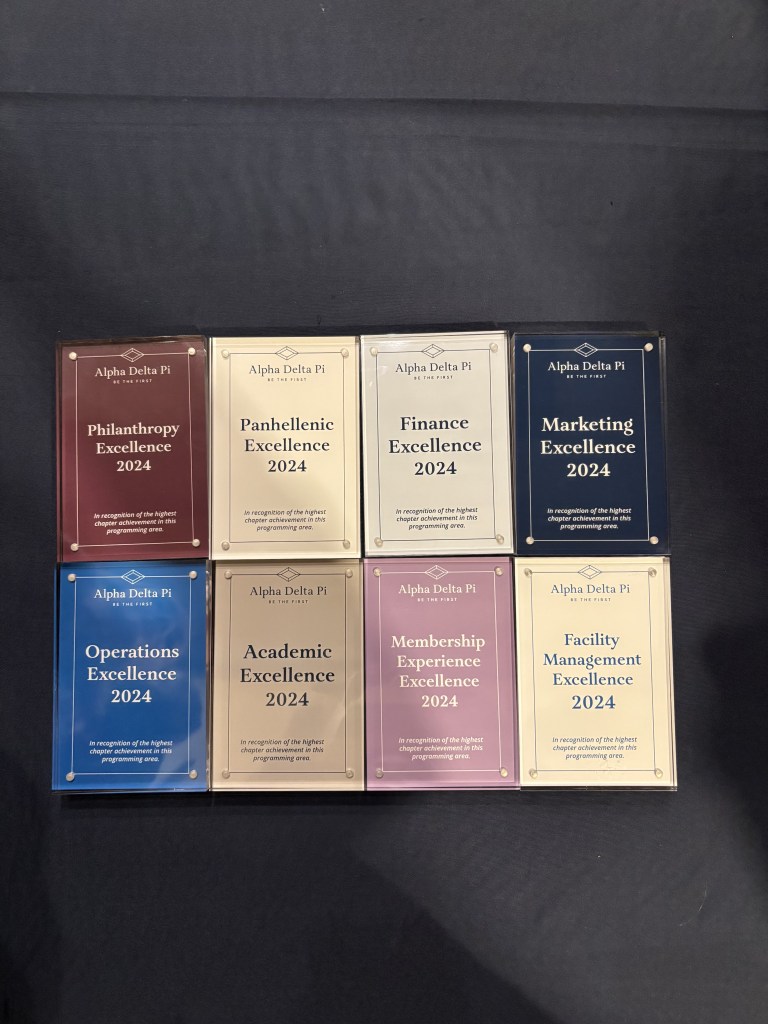 Alpha Delta Pi
BE THE FIRST
Philanthropy
Excellence
2024
In recognition of the highest
chapter achievement in this
programming area.
Alpha Delta Pi
BE THE FIRST
Panhellenic
Excellence
2024
In recognition of the highest
chapter achievement in this
programming area.
Alpha Delta Pi
BE THE FIRST
Finance
Excellence
2024
In recognition of the highest
chapter achievement in this
programming area.
Alpha Delta Pi
BE THE FIRST
Marketing
Excellence
2024
In recognition of the highest
chapter achievement in this
programming area.
Alpha Delta Pi
BE THE FIRST
Operations
Excellence
2024
In recognition of the highest
chapter achievement in this
programming area.
Alpha Delta Pi
BE THE FIRST
Academic
Excellence
2024
In recognition of the highest
chapter achievement in this
programming area.
Alpha Delta Pi
BE THE FIRST
Membership
Experience
Excellence
2024
In recognition of the highest
chapter achievement in this
programming area.
Alpha Delta Pi
BE THE FIRST
Facility
Management
Excellence
2024
In recognition of the highest
chapter achievement in this
programming area.